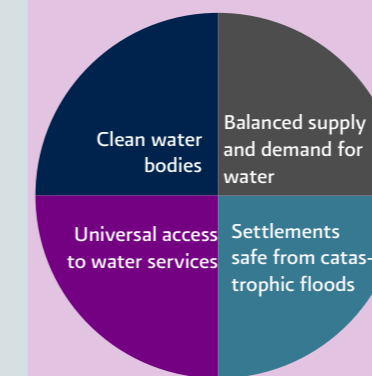 Clean water
bodies
Balanced supply
and demand for
water
Universal access
to water services
Settlements
safe from catas-
trophic floods